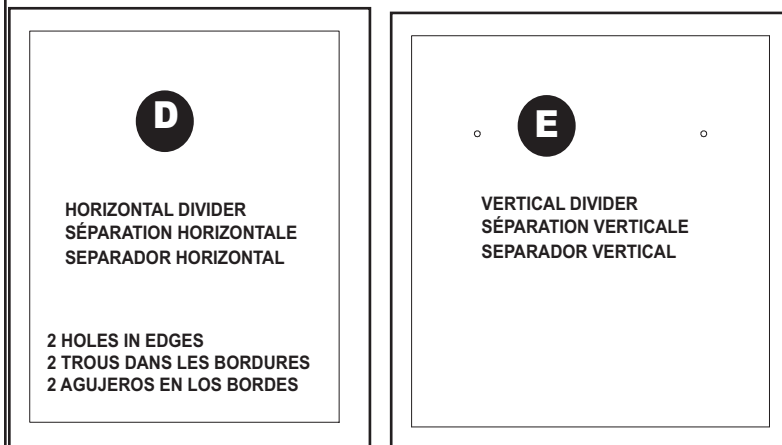 D
HORIZONTAL DIVIDER
SÉPARATION HORIZONTALE
SEPARADOR HORIZONTAL
2 HOLES IN EDGES
2 TROUS DANS LES BORDURES
2 AGUJEROS EN LOS BORDES
E
VERTICAL DIVIDER
SÉPARATION VERTICALE
SEPARADOR VERTICAL